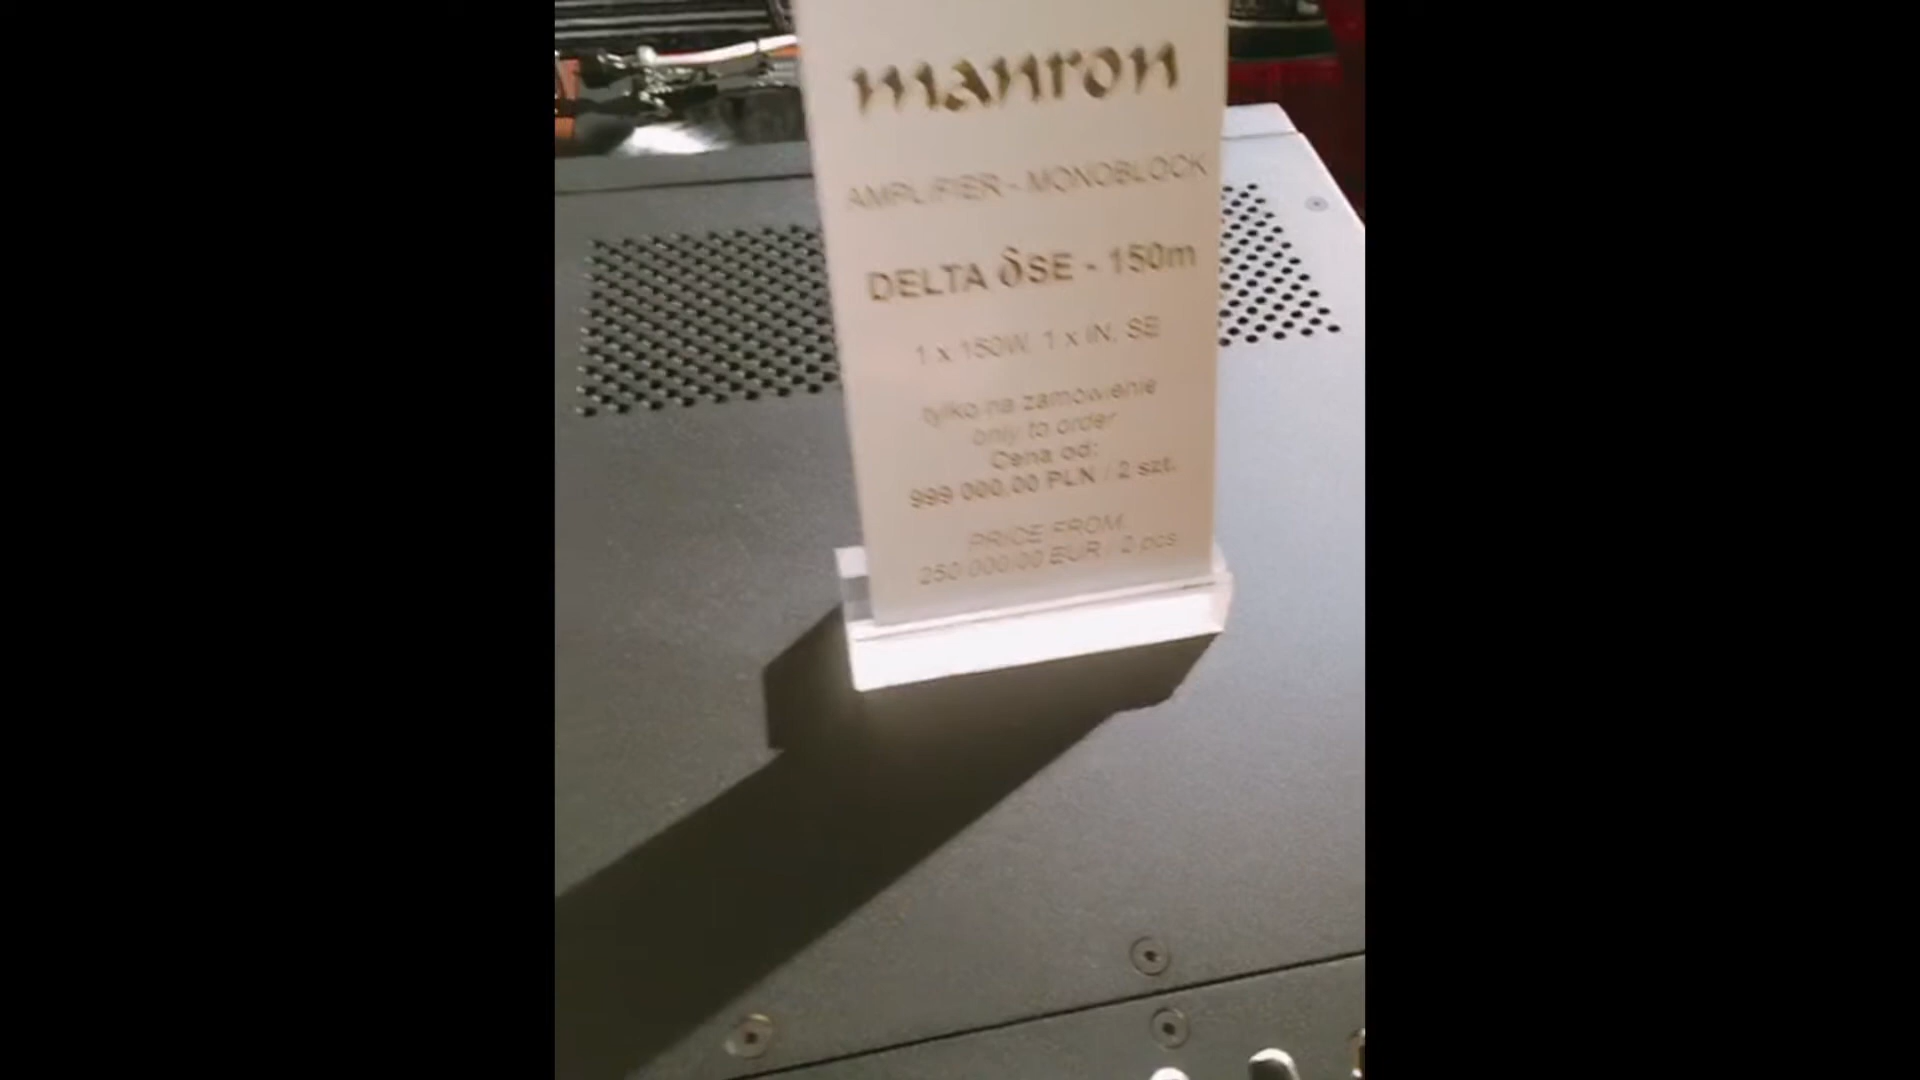 manron
AMPLIFIER - MONOBLOCK
DELTA δSE - 150m
1 x 150W, 1 x IN, SE
tylko na zamówienie
only to order
Cena od:
999 000,00 PLN / 2 szt.
PRICE FROM:
250 000,00 EUR / 2 pcs